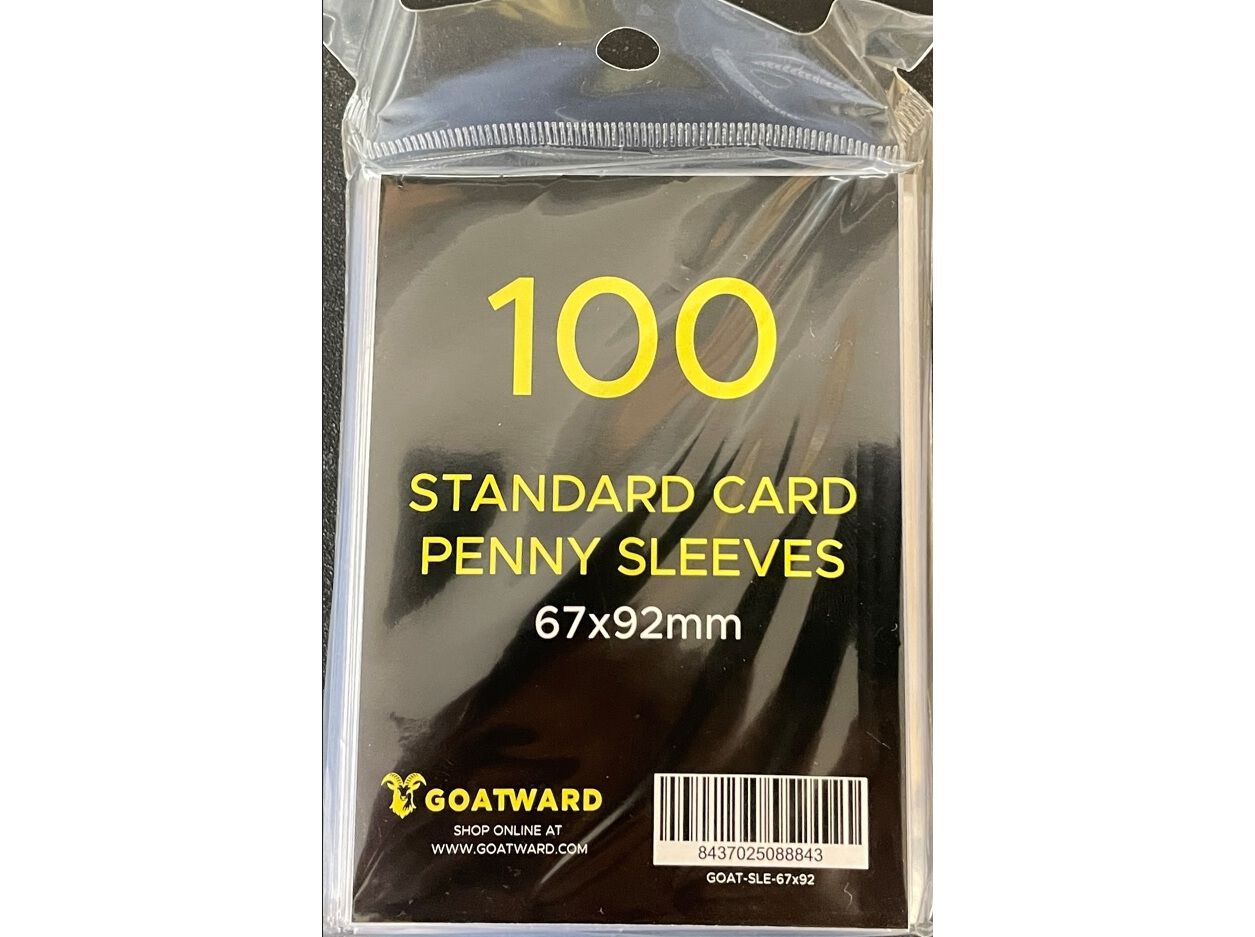 100
STANDARD CARD
PENNY SLEEVES
67x92mm
GOATWARD
SHOP ONLINE AT
WWW.GOATWARD.COM
8437025088843
GOAT-SLE-67x92